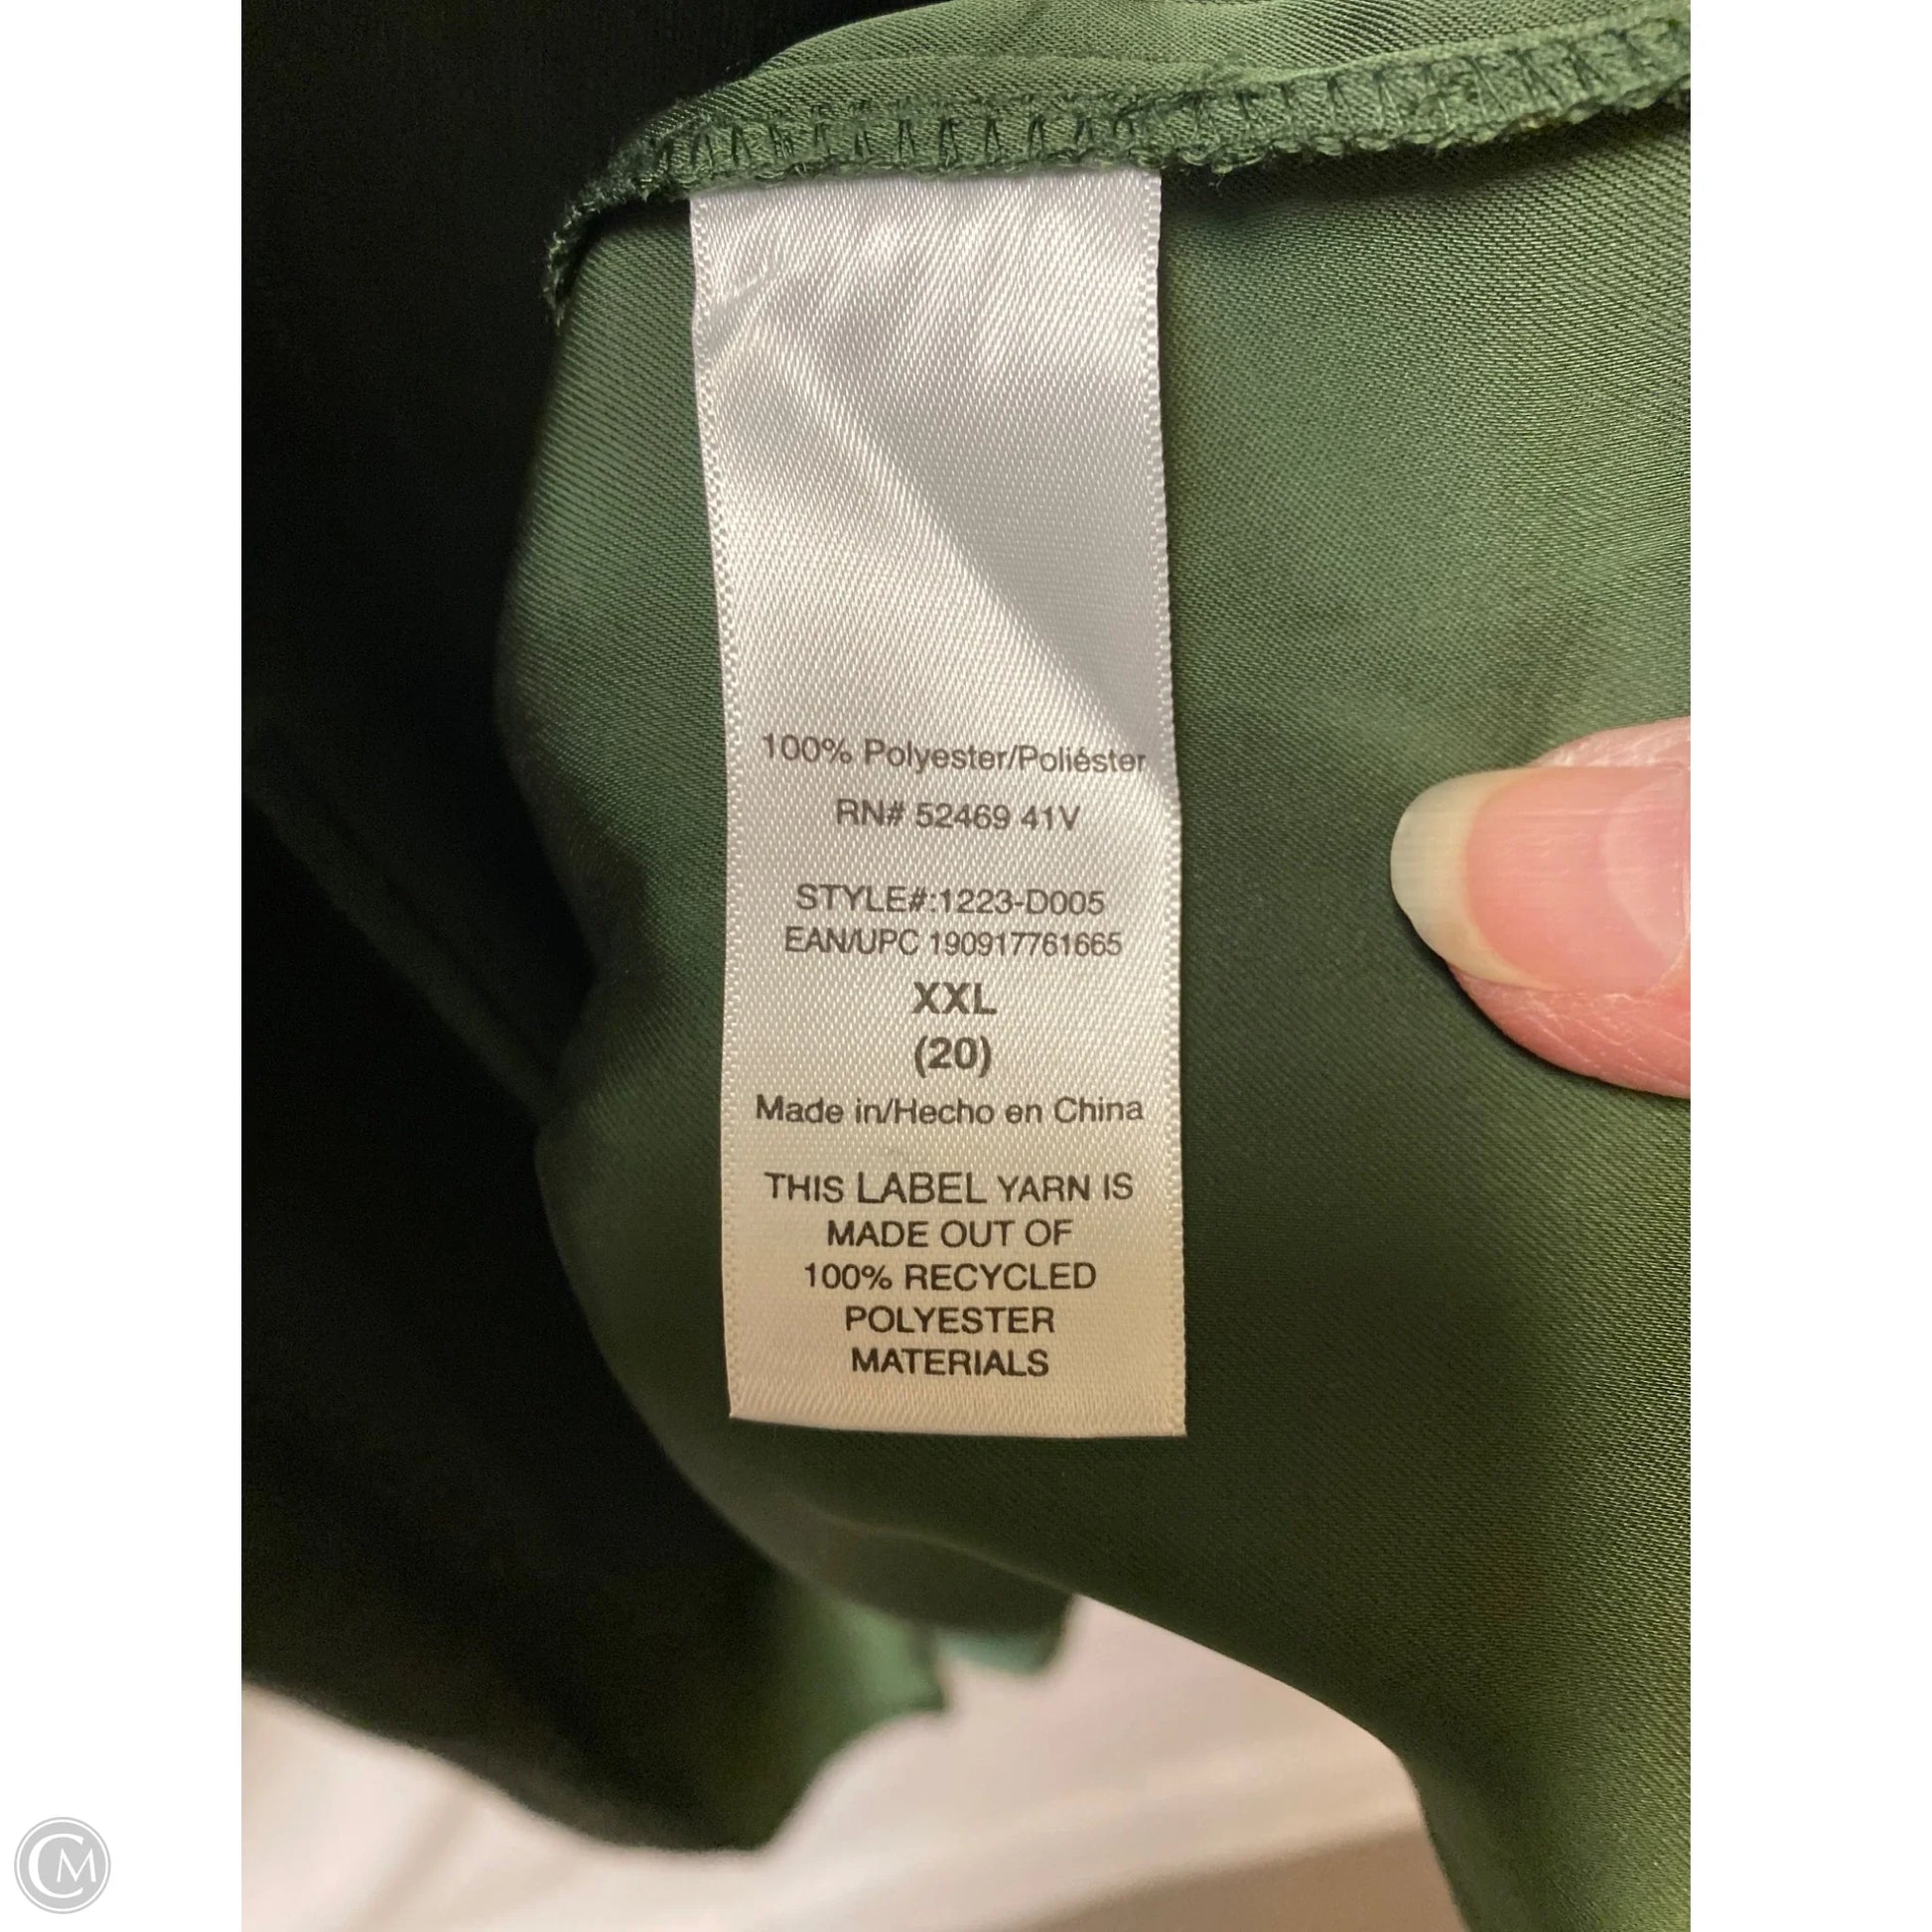 100% Polyester/Poliéster
RN# 52469 41V
STYLE#:1223-D005
EAN/UPC 190917761665
XXL
(20)
Made in/Hecho en China
THIS LABEL YARN IS
MADE OUT OF
100% RECYCLED
POLYESTER
MATERIALS
CM